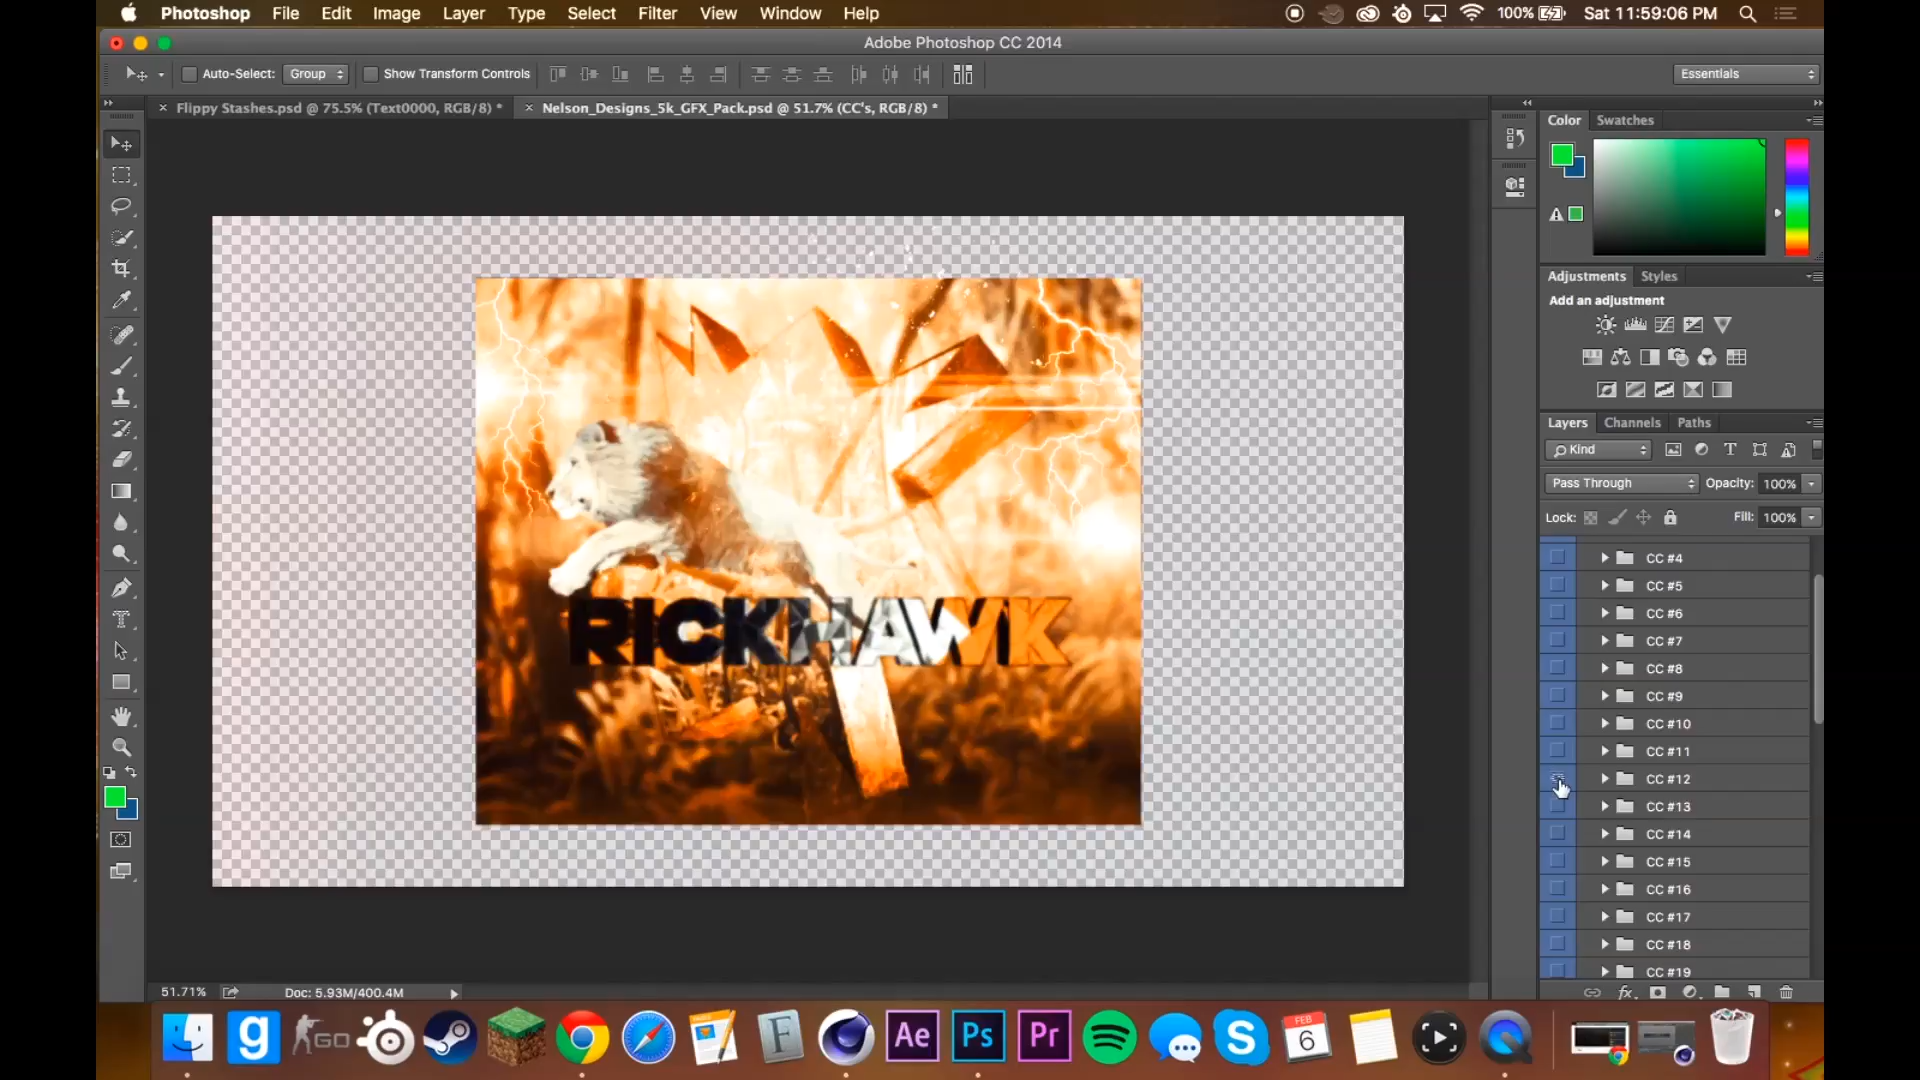 Photoshop File Edit Image Layer Type Select Filter View Window Help 100% Sat 11:59:06 PM
Adobe Photoshop CC 2014
Auto-Select: Group Show Transform Controls Essentials
Flippy Stashes.psd @ 75.5% (Text0000, RGB/8) * Nelson_Designs_5k_GFX_Pack.psd @ 51.7% (CC's, RGB/8) *
Color Swatches
Adjustments Styles
Add an adjustment
Layers Channels Paths
Kind
Pass Through Opacity: 100%
Lock: Fill: 100%
CC #4
CC #5
CC #6
CC #7
CC #8
CC #9
CC #10
CC #11
CC #12
CC #13
CC #14
CC #15
CC #16
CC #17
CC #18
CC #19
RICKHAWK
51.71% Doc: 5.93M/400.4M
g GO F Ae Ps Pr S FEB 6